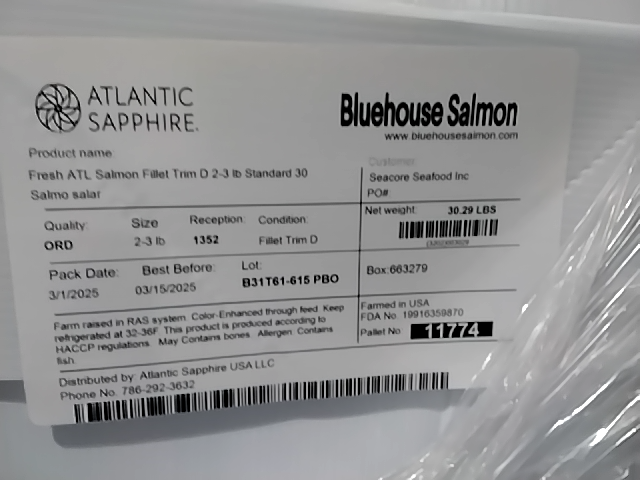 ATLANTIC
SAPPHIRE.
Bluehouse Salmon
www.bluehousesalmon.com
Product name:
Fresh ATL Salmon Fillet Trim D 2-3 lb Standard 30
Salmo salar
Customer:
Seacore Seafood Inc
PO#
Quality:
ORD
Size
2-3 lb
Reception:
1352
Condition:
Fillet Trim D
Net weight: 30.29 LBS
Pack Date:
3/1/2025
Best Before:
03/15/2025
Lot:
B31T61-615 PBO
Box:663279
Farm raised in RAS system. Color-Enhanced through feed. Keep
refrigerated at 32-36F. This product is produced according to
HACCP regulations. May Contains bones. Allergen: Contains
fish.
Farmed in USA
FDA No: 19916359870
Pallet No: 11774
Distributed by: Atlantic Sapphire USA LLC
Phone No. 786-292-3632